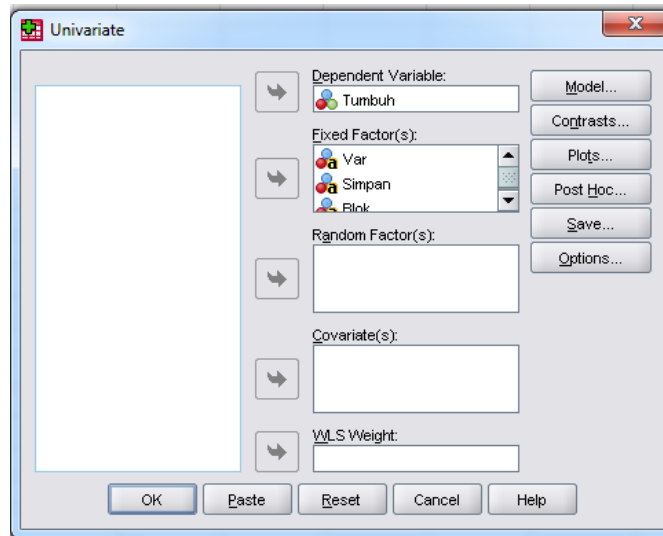 Univariate
Dependent Variable:
Tumbuh
Fixed Factor(s):
Var
Simpan
Blok
Random Factor(s):
Covariate(s):
WLS Weight:
Model...
Contrasts...
Plots...
Post Hoc...
Save...
Options...
OK Paste Reset Cancel Help